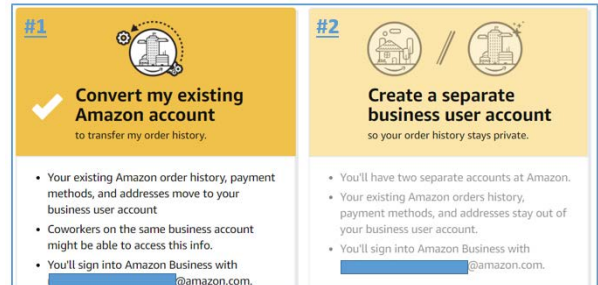 #1
Convert my existing
Amazon account
to transfer my order history.
• Your existing Amazon order history, payment
methods, and addresses move to your
business user account
• Coworkers on the same business account
might be able to access this info.
• You'll sign into Amazon Business with
@amazon.com.
#2
Create a separate
business user account
so your order history stays private.
• You'll have two separate accounts at Amazon.
• Your existing Amazon orders history,
payment methods, and addresses stay out of
your business user account.
• You'll sign into Amazon Business with
@amazon.com.